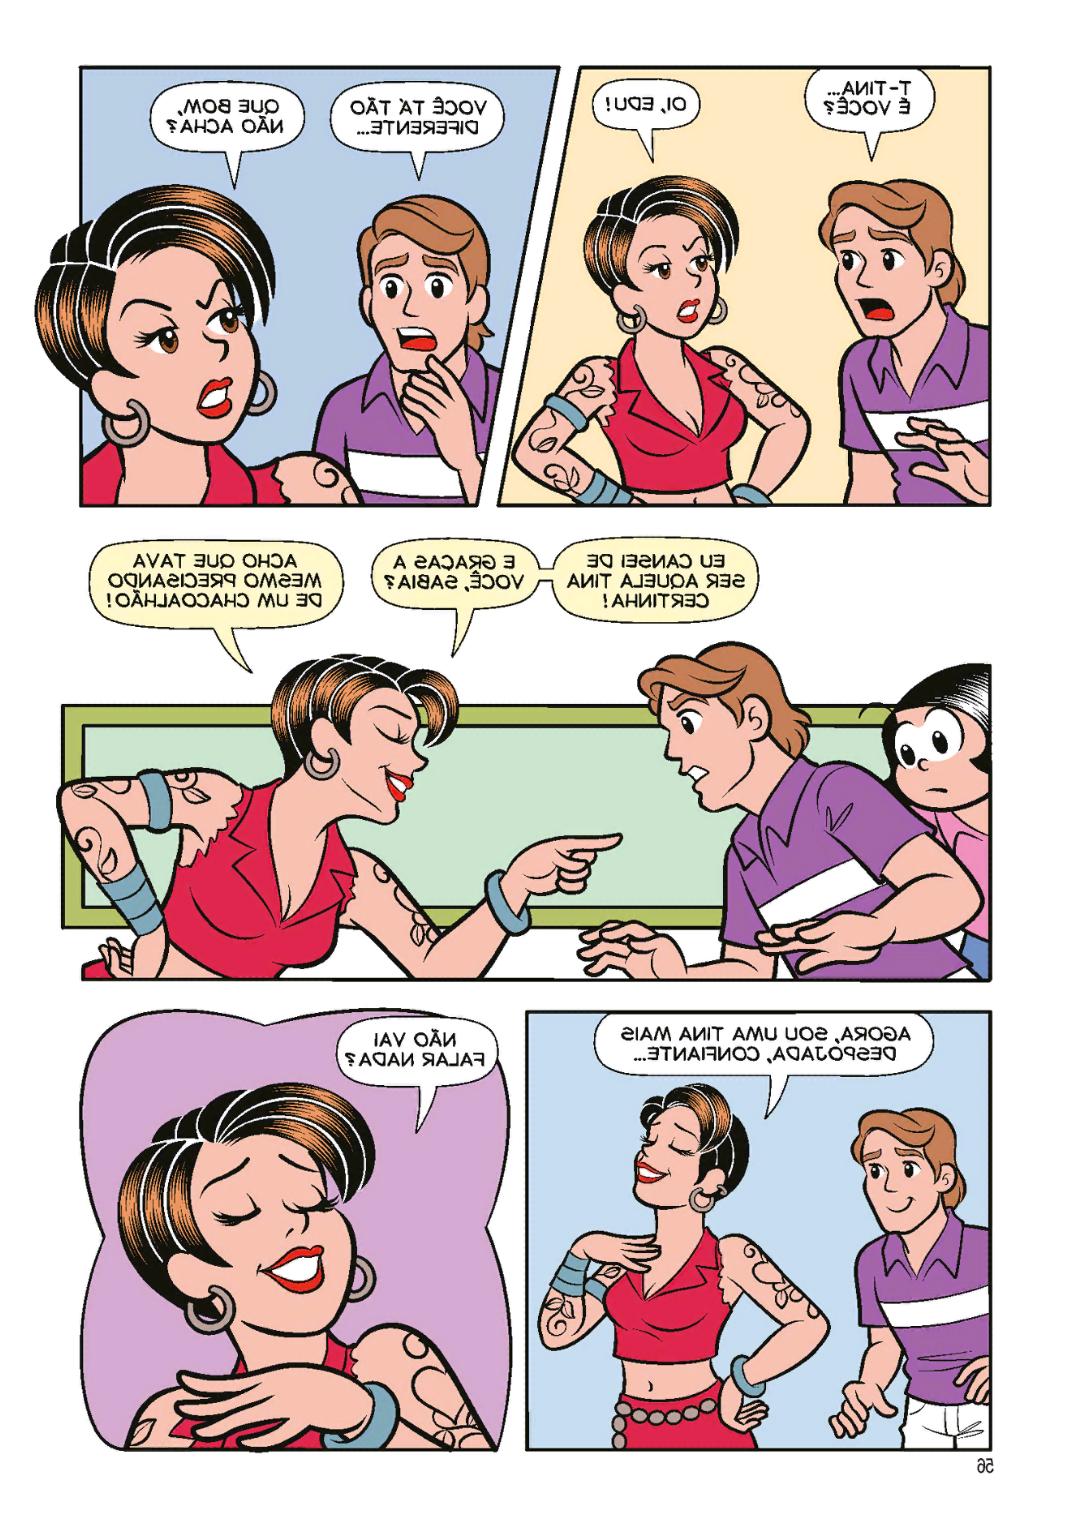 T-TINA...
É VOCÊ?
OI, EDU!
VOCÊ TÁ TÃO
DIFERENTE...
QUE BOM,
NÃO ACHA?
EU CANSEI DE
SER AQUELA TINA
CERTINHA!
E GRAÇAS A
VOCÊ, SABIA?
ACHO QUE TAVA
MESMO PRECISANDO
DE UM CHACOALHÃO!
AGORA, SOU UMA TINA MAIS
DESPOJADA, CONFIANTE...
NÃO VAI
FALAR NADA?
56